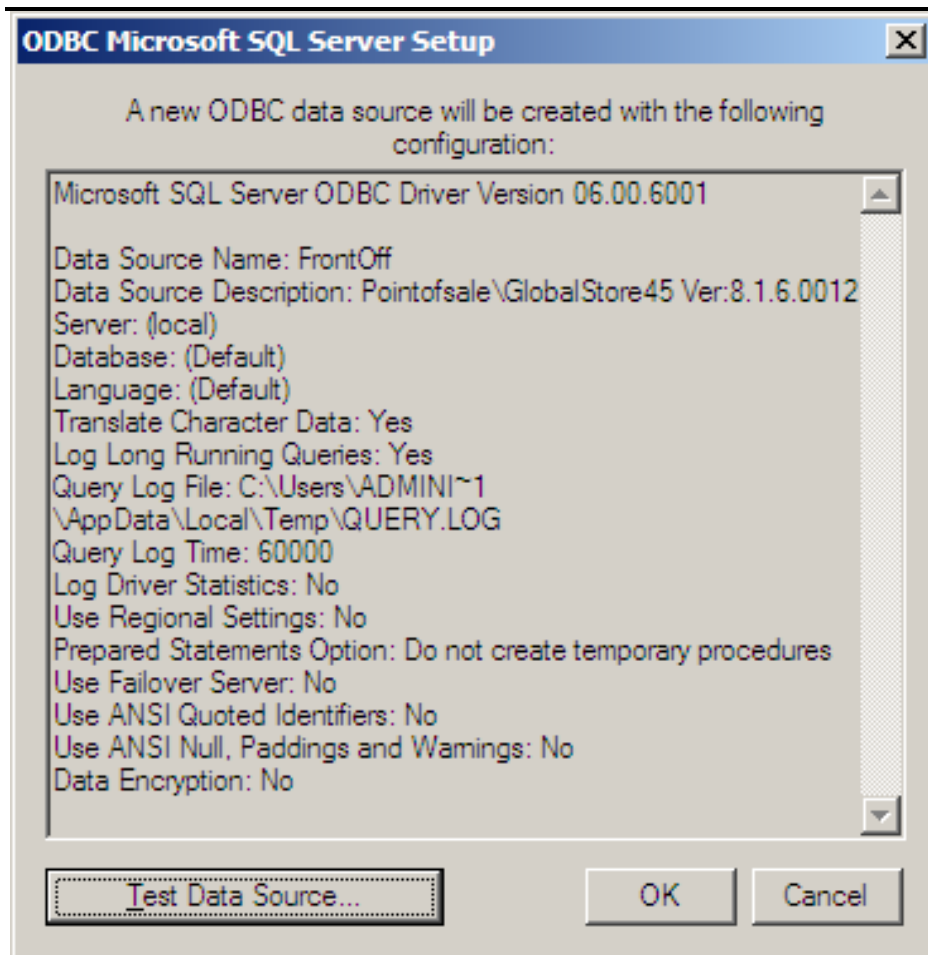 ODBC Microsoft SQL Server Setup
A new ODBC data source will be created with the following
configuration:
Microsoft SQL Server ODBC Driver Version 06.00.6001
Data Source Name: FrontOff
Data Source Description: Pointofsale\GlobalStore45 Ver:8.1.6.0012
Server: (local)
Database: (Default)
Language: (Default)
Translate Character Data: Yes
Log Long Running Queries: Yes
Query Log File: C:\Users\ADMINI~1
\AppData\Local\Temp\QUERY.LOG
Query Log Time: 60000
Log Driver Statistics: No
Use Regional Settings: No
Prepared Statements Option: Do not create temporary procedures
Use Failover Server: No
Use ANSI Quoted Identifiers: No
Use ANSI Null, Paddings and Warnings: No
Data Encryption: No
Test Data Source...
OK
Cancel